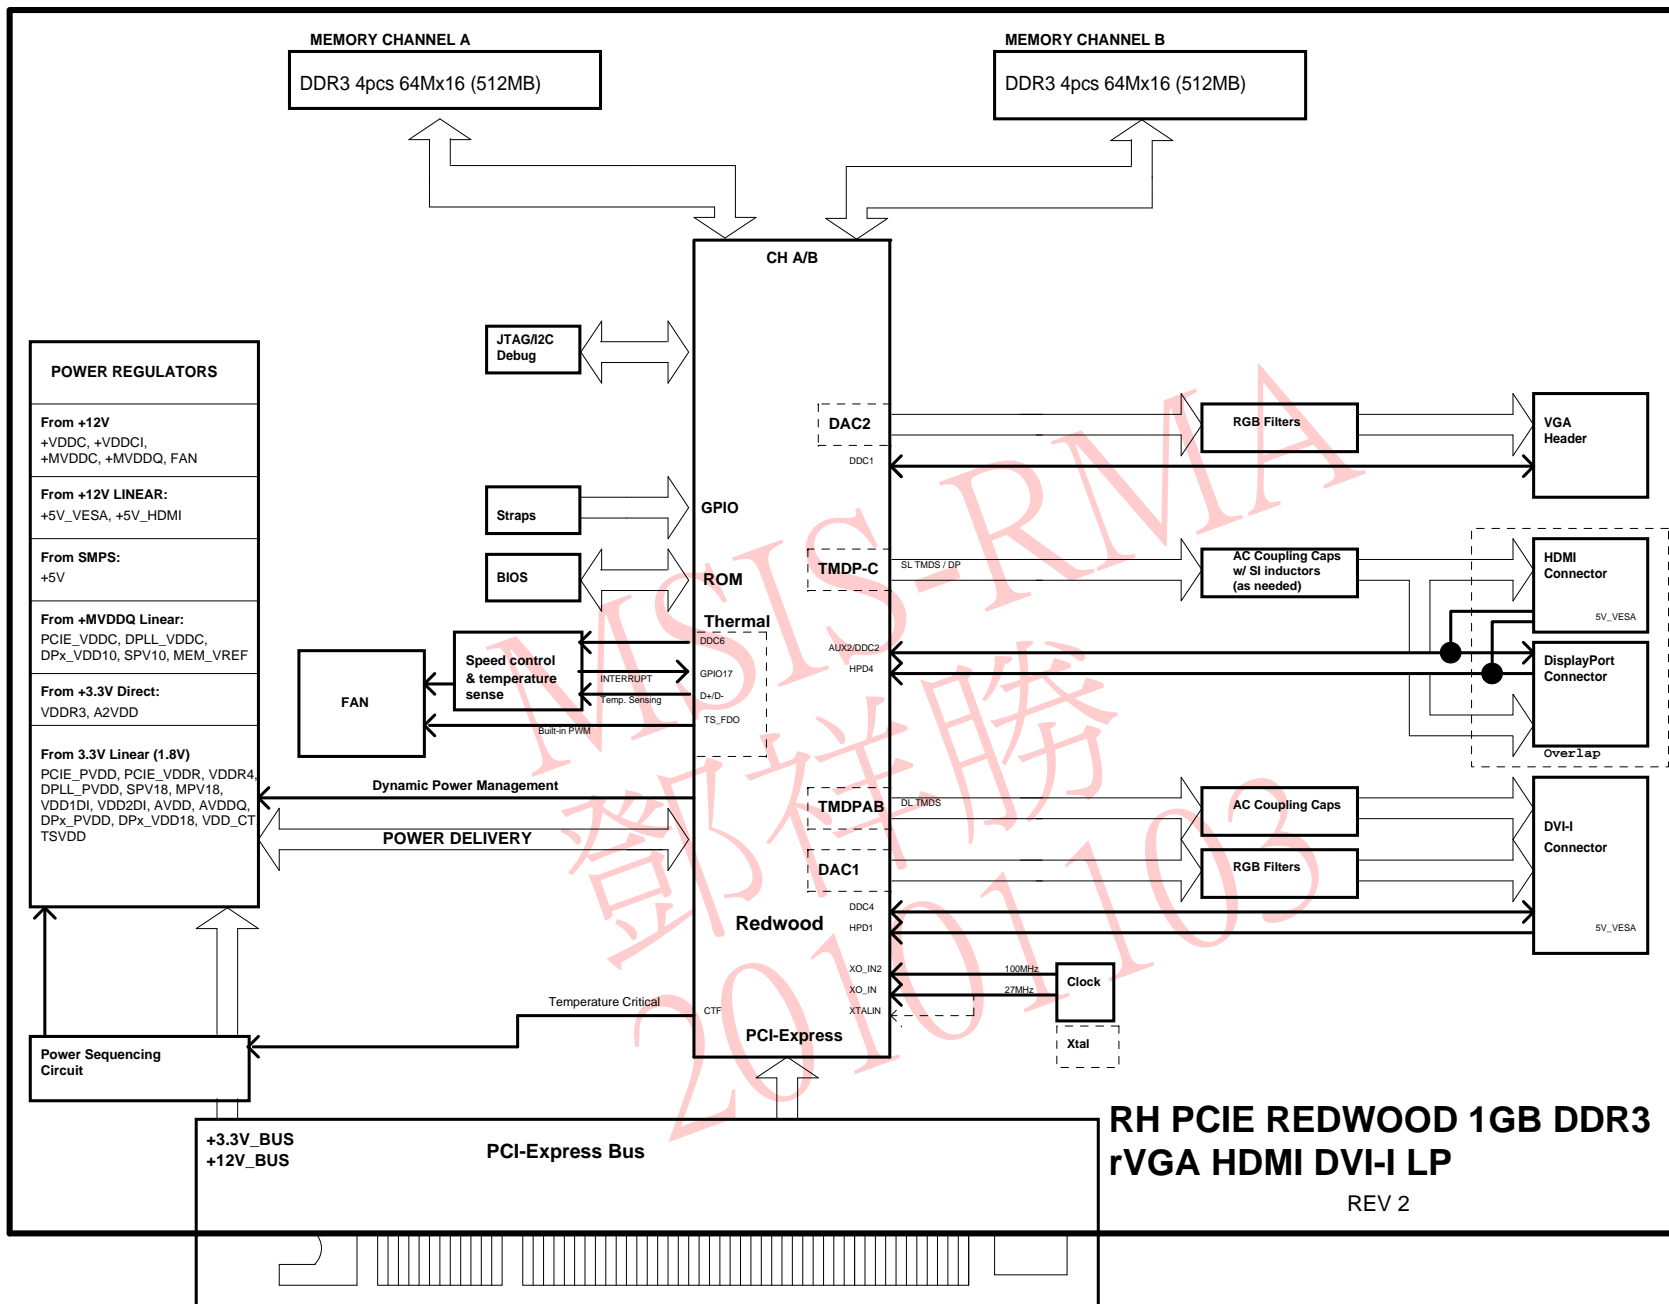 MEMORY CHANNEL A
DDR3 4pcs 64Mx16 (512MB)
MEMORY CHANNEL B
DDR3 4pcs 64Mx16 (512MB)
CH A/B
JTAG/I2C
Debug
Straps
GPIO
BIOS
ROM
Thermal
DDC6
GPIO17
INTERRUPT
D+/D-
Temp. Sensing
TS_FDO
Built-in PWM
Speed control
& temperature
sense
FAN
POWER REGULATORS
From +12V
+VDDC, +VDDCI,
+MVDDC, +MVDDQ, FAN
From +12V LINEAR:
+5V_VESA, +5V_HDMI
From SMPS:
+5V
From +MVDDQ Linear:
PCIE_VDDC, DPLL_VDDC,
DPx_VDD10, SPV10, MEM_VREF
From +3.3V Direct:
VDDR3, A2VDD
From 3.3V Linear (1.8V)
PCIE_PVDD, PCIE_VDDR, VDDR4,
DPLL_PVDD, SPV18, MPV18,
VDD1DI, VDD2DI, AVDD, AVDDQ,
DPx_PVDD, DPx_VDD18, VDD_CT
TSVDD
Dynamic Power Management
POWER DELIVERY
DAC2
DDC1
RGB Filters
VGA
Header
TMDP-C
SL TMDS / DP
AC Coupling Caps
w/ SI inductors
(as needed)
HDMI
Connector
5V_VESA
AUX2/DDC2
HPD4
DisplayPort
Connector
Overlap
TMDPAB
DL TMDS
AC Coupling Caps
DAC1
RGB Filters
DVI-I
Connector
5V_VESA
DDC4
HPD1
Redwood
XO_IN2
100MHz
XO_IN
27MHz
XTALIN
Clock
Xtal
CTF
Temperature Critical
PCI-Express
Power Sequencing
Circuit
+3.3V_BUS
+12V_BUS
PCI-Express Bus
RH PCIE REDWOOD 1GB DDR3
rVGA HDMI DVI-I LP
REV 2
MSIS-RMA
鄧祥勝
20101103